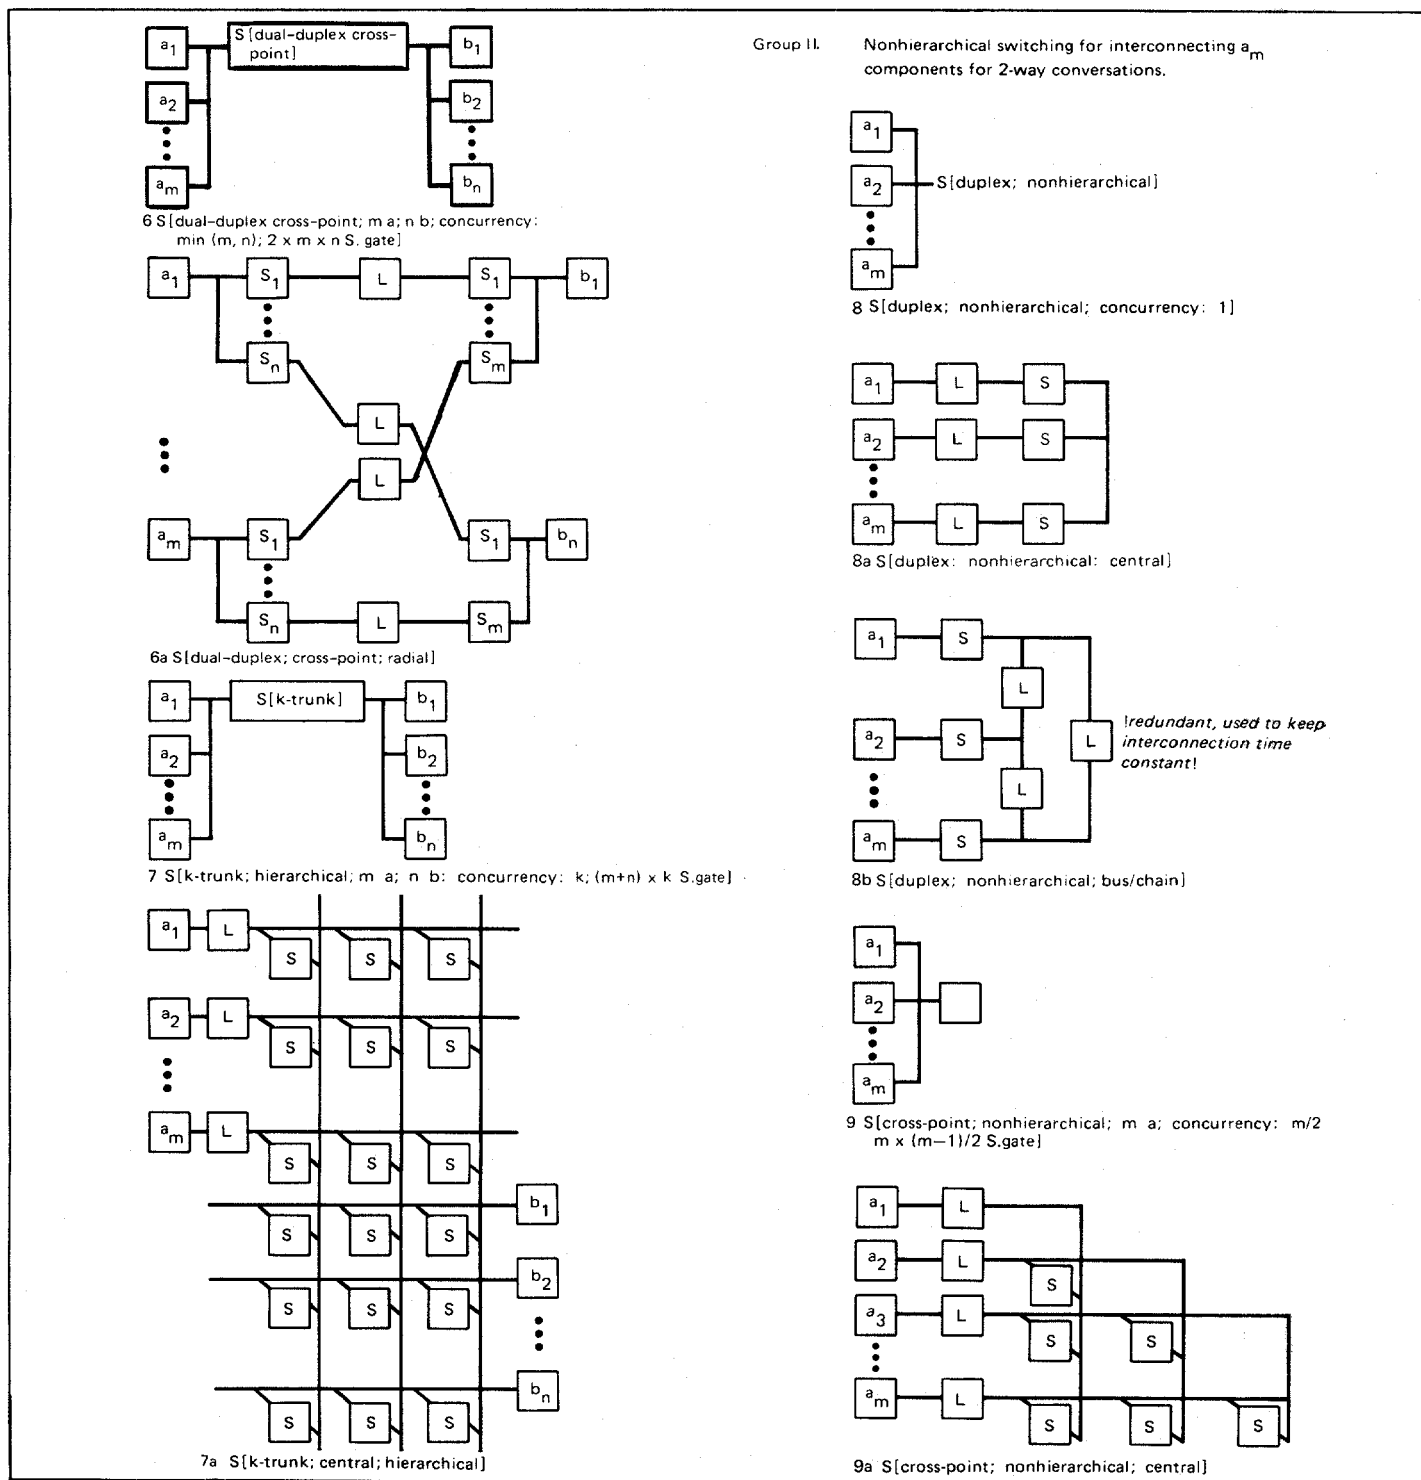 a1
S[dual-duplex cross-
point]
b1
a2
b2
am
bn
6 S[dual-duplex cross-point; m a; n b; concurrency:
min (m, n); 2 x m x n S. gate]
a1
S1
L
S1
b1
Sn
Sm
L
L
am
S1
S1
bn
Sn
L
Sm
6a S[dual-duplex; cross-point; radial]
a1
S[k-trunk]
b1
a2
b2
am
bn
7 S[k-trunk; hierarchical; m a; n b: concurrency: k; (m+n) x k S.gate]
a1 L
S S S
a2 L
S S S
am L
S S S
b1
S S S
b2
S S S
bn
S S S
7a S[k-trunk; central; hierarchical]
Group II. Nonhierarchical switching for interconnecting am
components for 2-way conversations.
a1
a2
S[duplex; nonhierarchical]
am
8 S[duplex; nonhierarchical; concurrency: 1]
a1 L S
a2 L S
am L S
8a S[duplex: nonhierarchical: central]
a1 S
L
!redundant, used to keep
a2 S
L
interconnection time
constant!
L
am S
8b S[duplex; nonhierarchical; bus/chain]
a1
a2
am
9 S[cross-point; nonhierarchical; m a; concurrency: m/2
m x (m—1)/2 S.gate]
a1 L
a2 L
S
a3 L
S S
am L
S S S
9a S[cross-point; nonhierarchical; central]